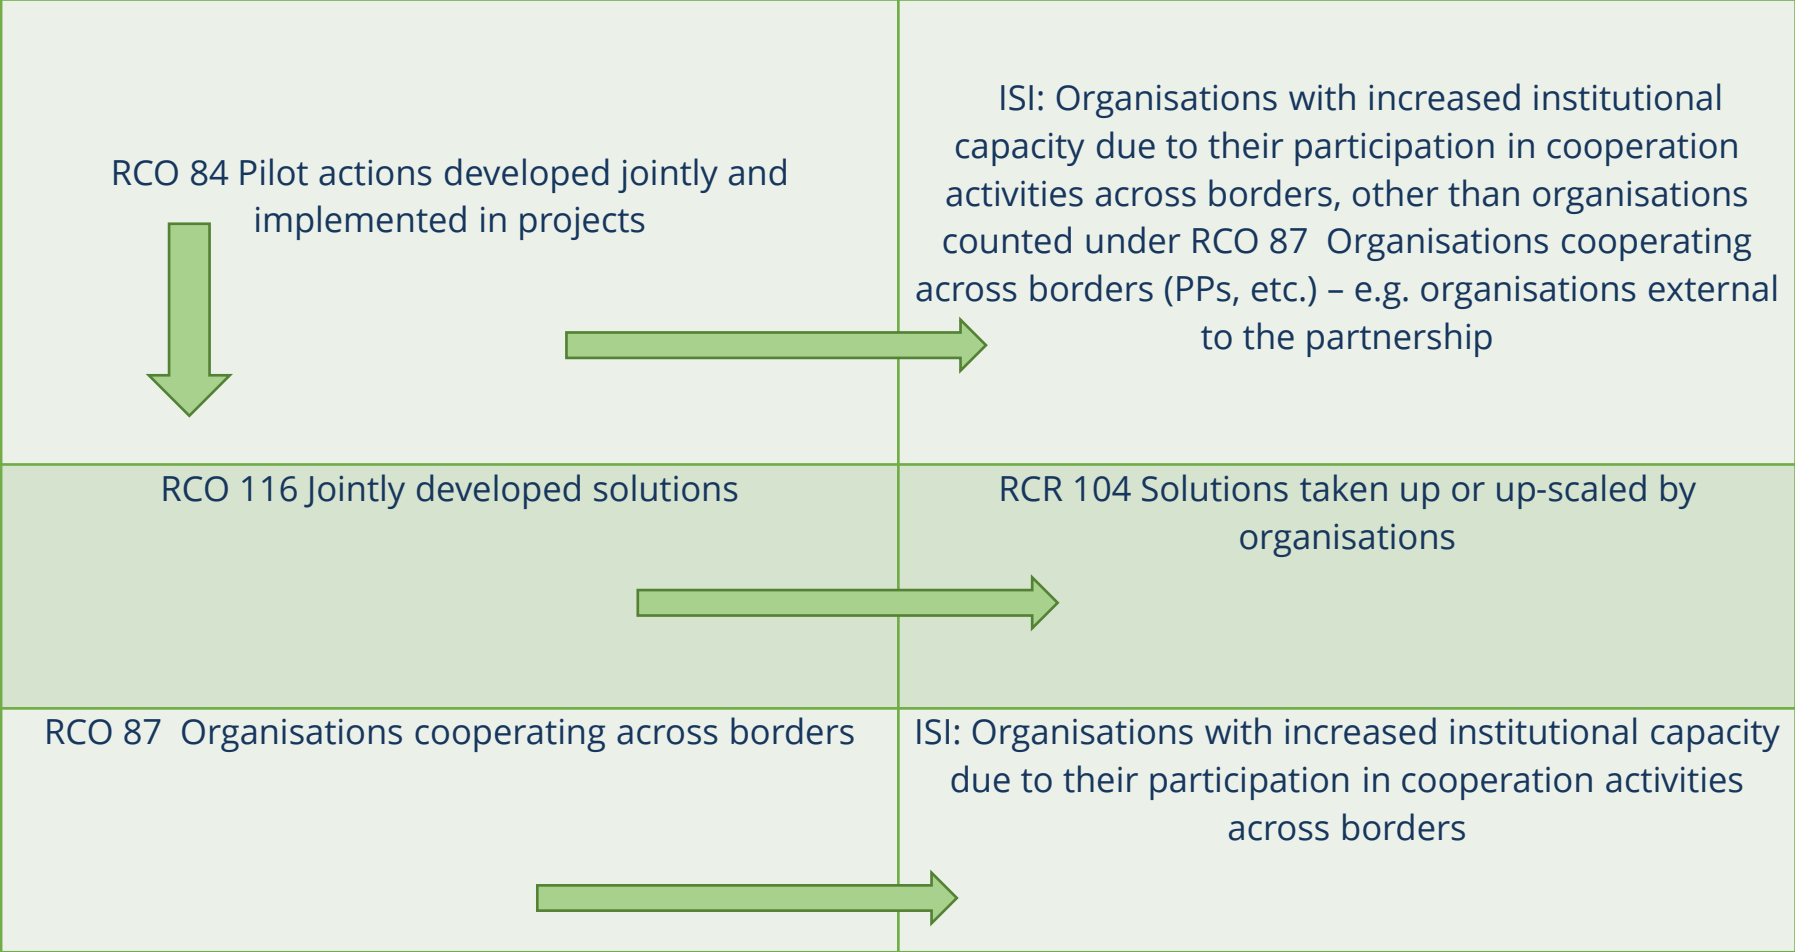 RCO 84 Pilot actions developed jointly and
implemented in projects
ISI: Organisations with increased institutional
capacity due to their participation in cooperation
activities across borders, other than organisations
counted under RCO 87  Organisations cooperating
across borders (PPs, etc.) – e.g. organisations external
to the partnership
RCO 116 Jointly developed solutions
RCR 104 Solutions taken up or up-scaled by
organisations
RCO 87  Organisations cooperating across borders
ISI: Organisations with increased institutional capacity
due to their participation in cooperation activities
across borders